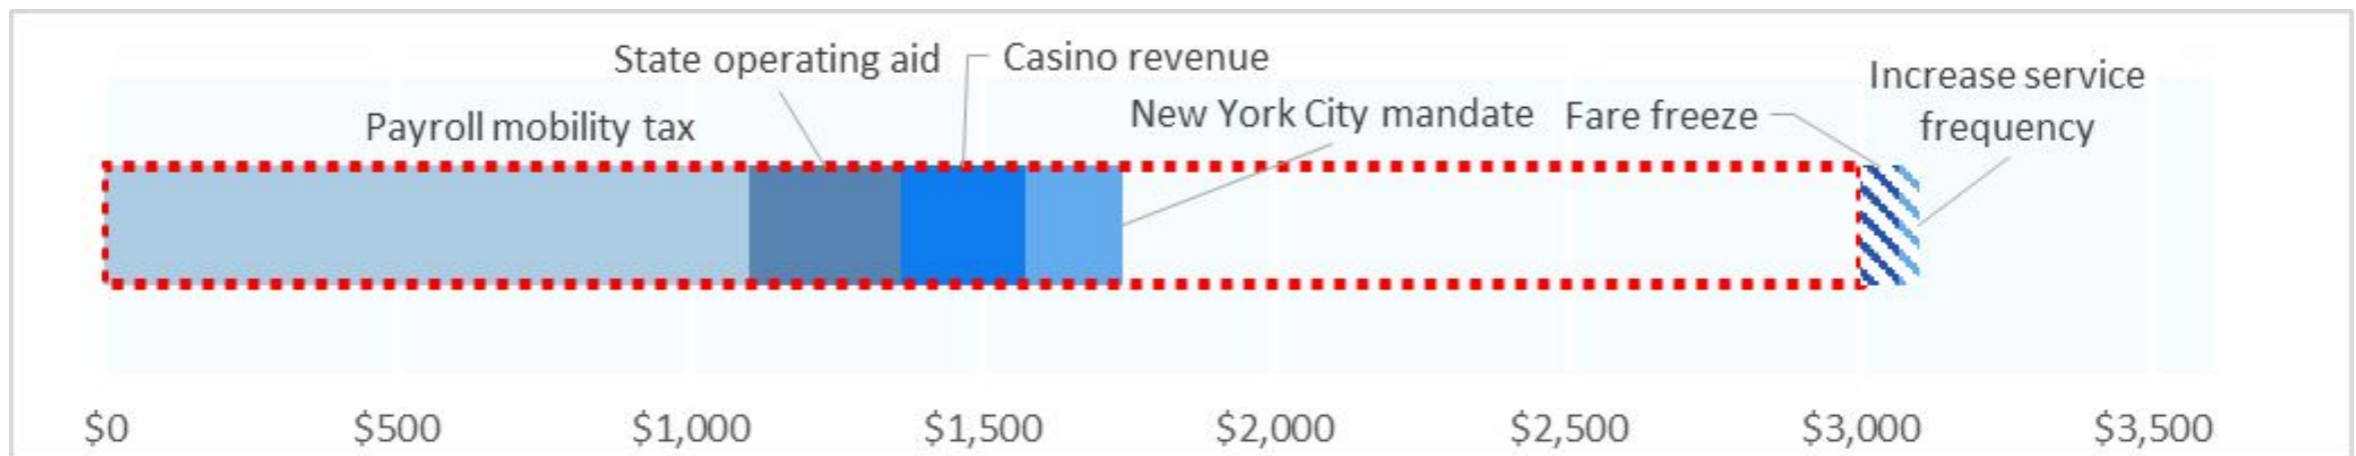 State operating aid
Casino revenue
Increase service
frequency
Payroll mobility tax
New York City mandate
Fare freeze
$0
$500
$1,000
$1,500
$2,000
$2,500
$3,000
$3,500